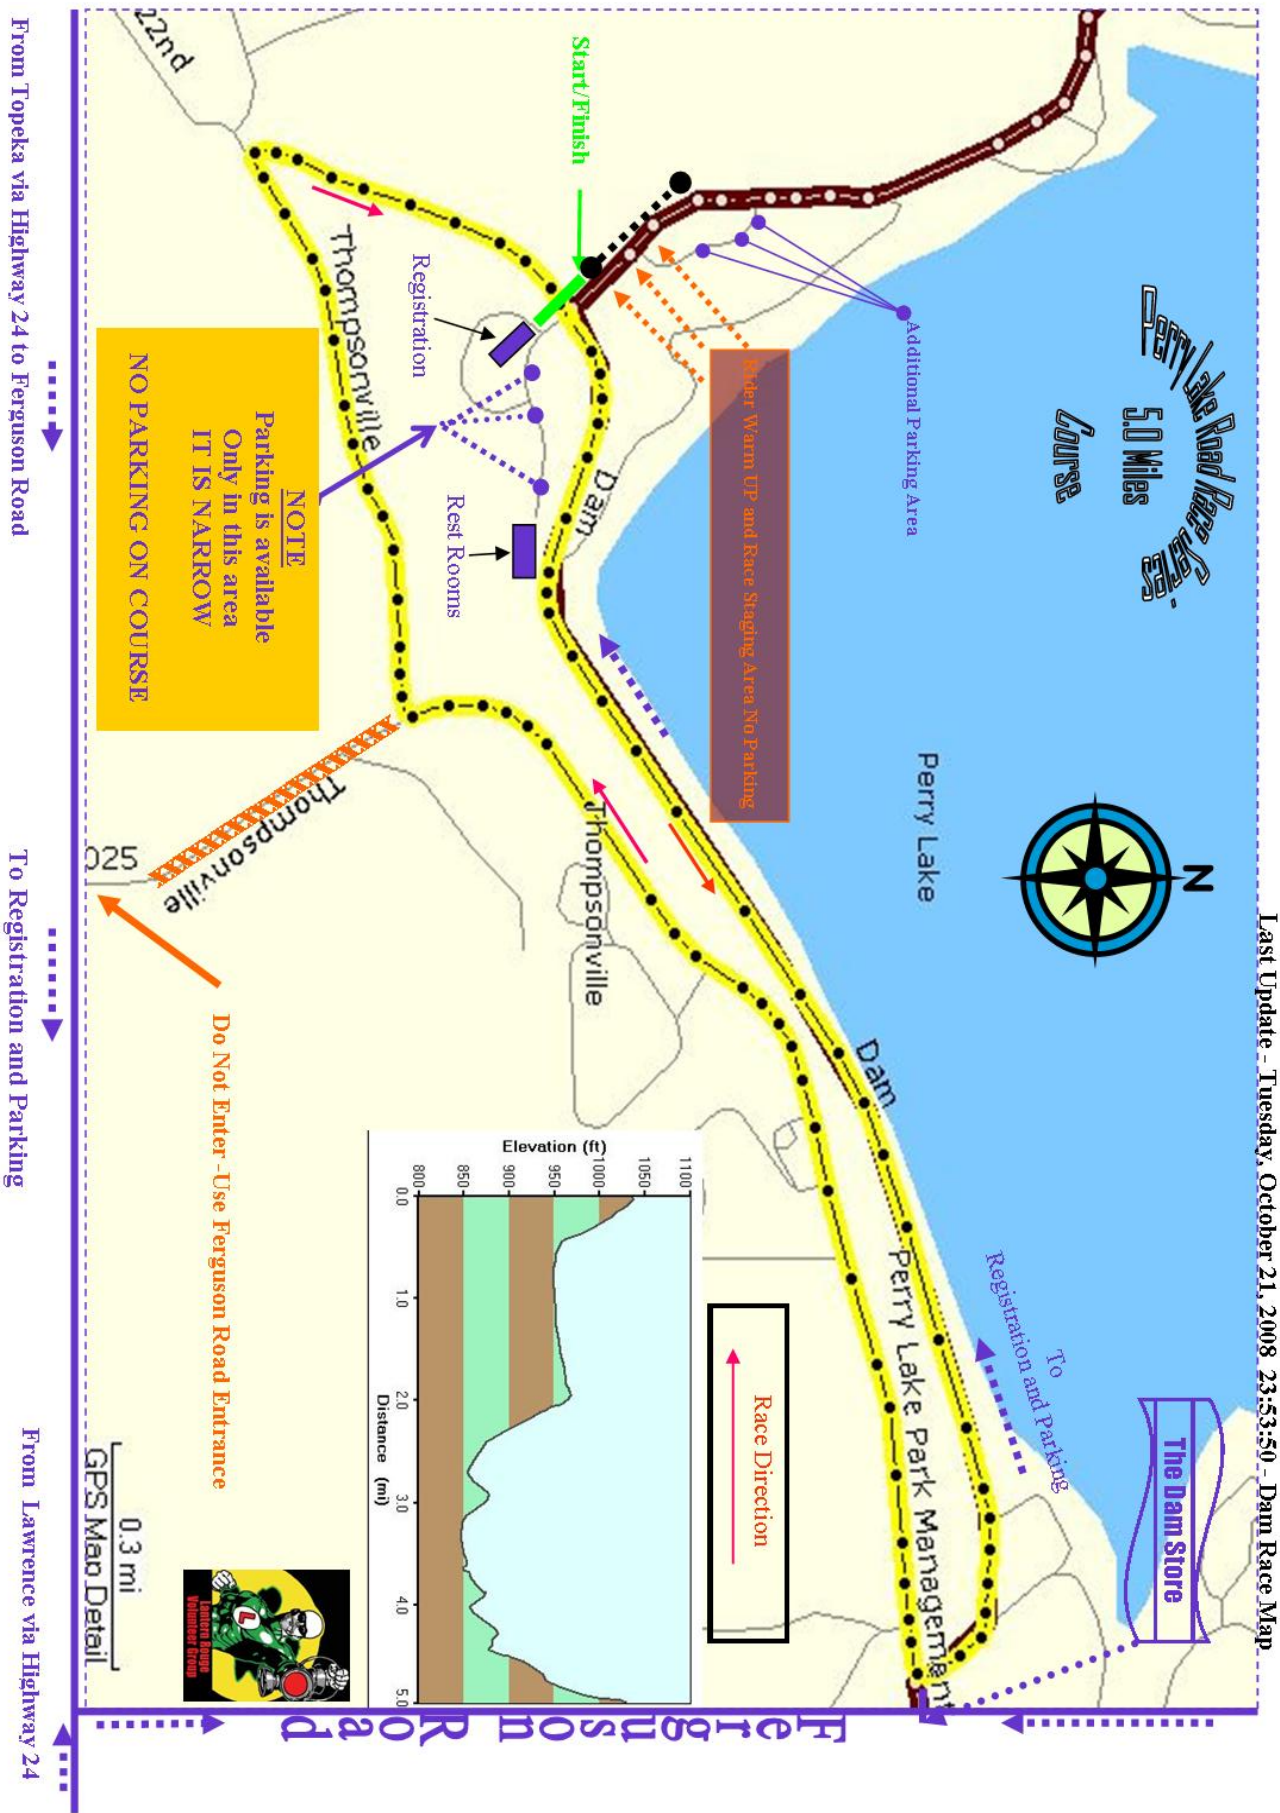 Last Update - Tuesday, October 21, 2008 23:53:50 - Dam Race Map
Perry Lake Road Race Series -
5.0 Miles
Course
N
Perry Lake
The Dam Store
To
Registration and Parking
Additional Parking Area
Rider Warm UP and Race Staging Area No Parking
Start/Finish
Dam
Dam
Perry Lake Park Management
Race Direction
Registration
Rest Rooms
Thompsonville
Thompsonville
Thompsonville
22nd
025
NOTE
Parking is available
Only in this area
IT IS NARROW
NO PARKING ON COURSE
Do Not Enter -Use Ferguson Road Entrance
Elevation (ft)
1100
1050
1000
950
900
850
800
0.0 1.0 2.0 3.0 4.0 5.0
Distance (mi)
L
Lantern Rouge
Volunteer Group
0.3 mi
GPS Map Detail
Ferguson Road
From Topeka via Highway 24 to Ferguson Road
To Registration and Parking
From Lawrence via Highway 24